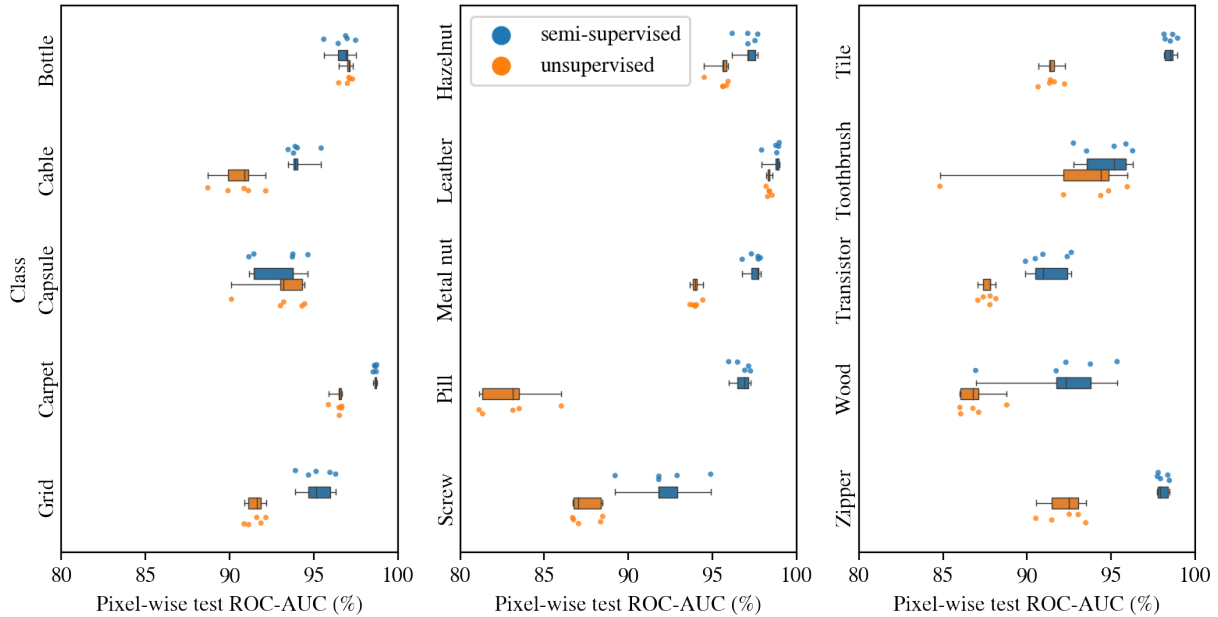 Class
Bottle
Cable
Capsule
Carpet
Grid
80 85 90 95 100
Pixel-wise test ROC-AUC (%)
semi-supervised
unsupervised
Hazelnut
Leather
Metal nut
Pill
Screw
80 85 90 95 100
Pixel-wise test ROC-AUC (%)
Tile
Toothbrush
Transistor
Wood
Zipper
80 85 90 95 100
Pixel-wise test ROC-AUC (%)